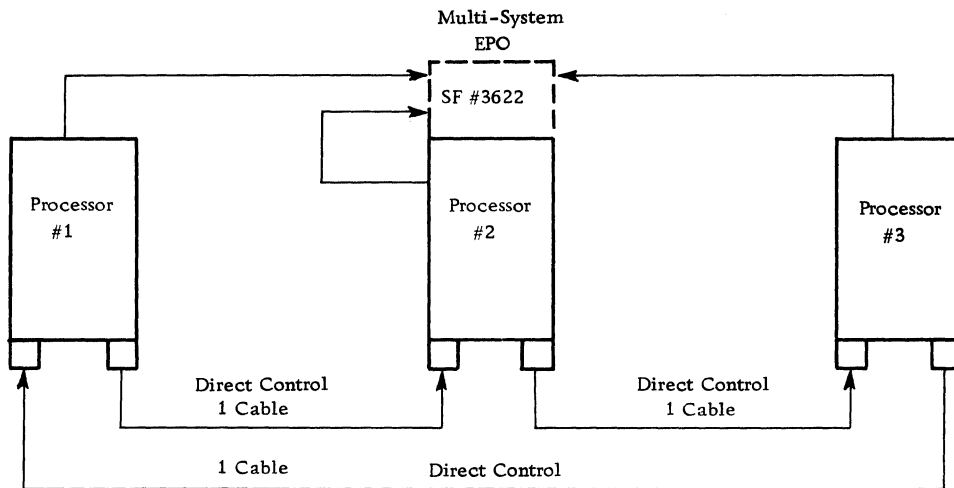 Multi-System
EPO
SF #3622
Processor
#1
Processor
#2
Processor
#3
Direct Control
1 Cable
Direct Control
1 Cable
1 Cable Direct Control